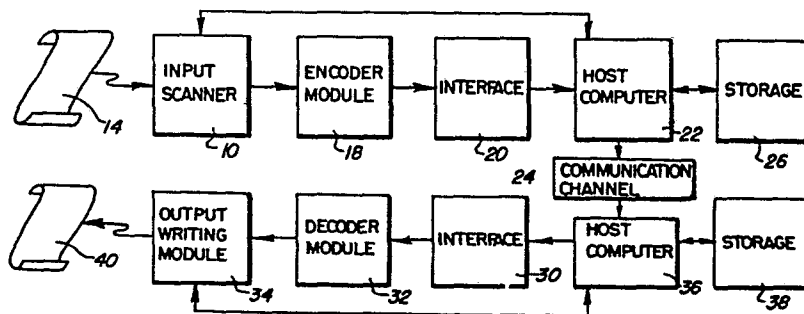 INPUT
SCANNER
ENCODER
MODULE
INTERFACE
HOST
COMPUTER
STORAGE
14
10
18
20
22
26
24
COMMUNICATION
CHANNEL
OUTPUT
WRITING
MODULE
DECODER
MODULE
INTERFACE
HOST
COMPUTER
STORAGE
40
34
32
30
36
38